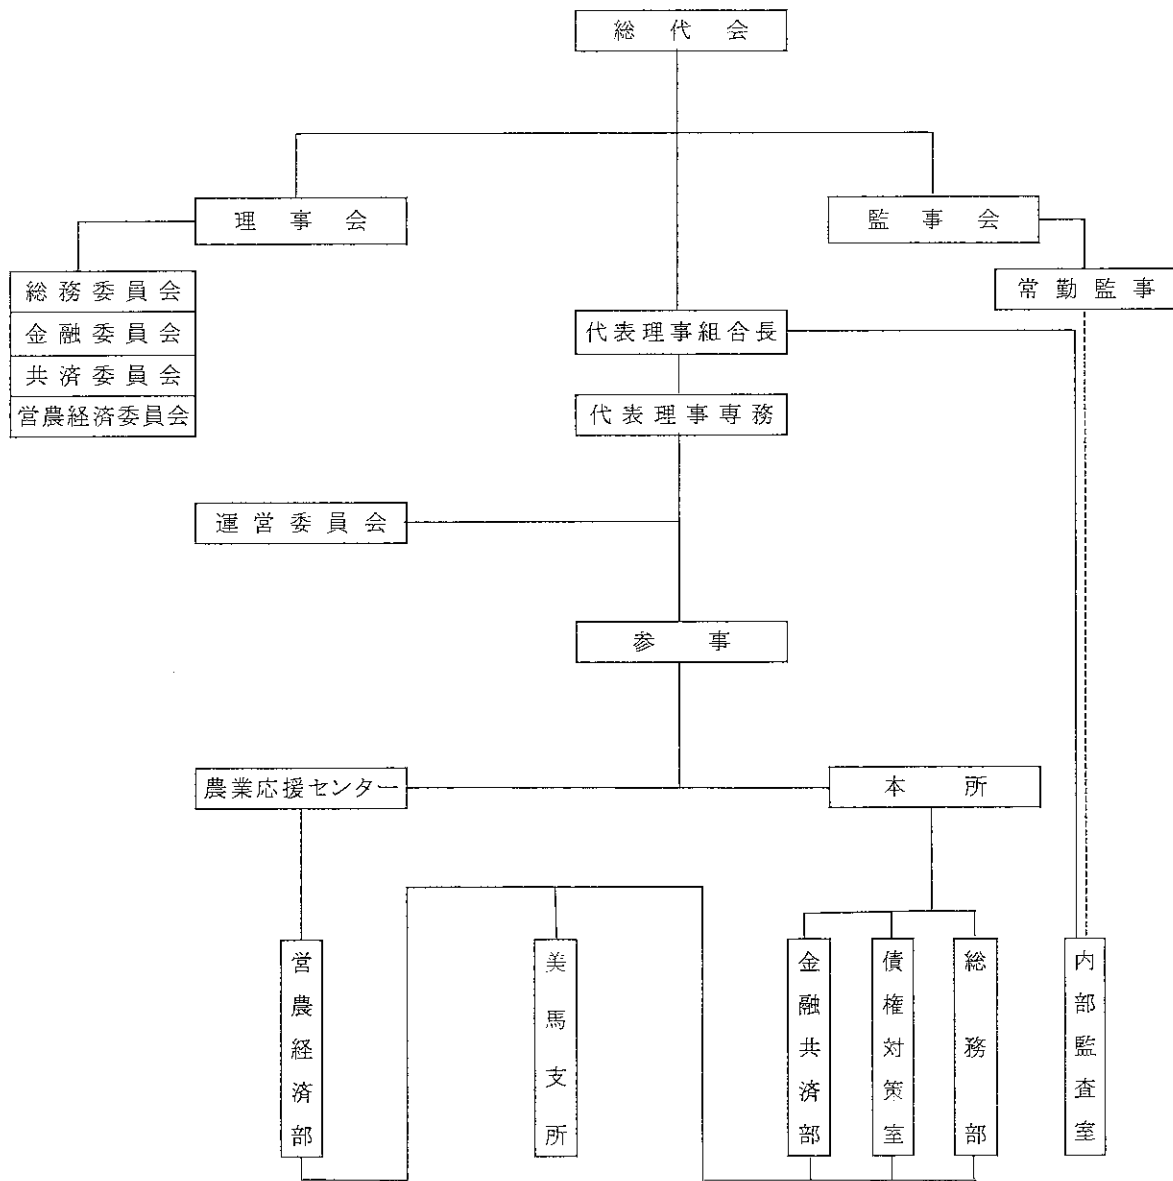 総代会
理事会
監事会
総務委員会
金融委員会
共済委員会
営農経済委員会
常勤監事
代表理事組合長
代表理事専務
運営委員会
参事
農業応援センター
本所
営農経済部
美馬支所
金融共済部
債権対策室
総務部
内部監査室